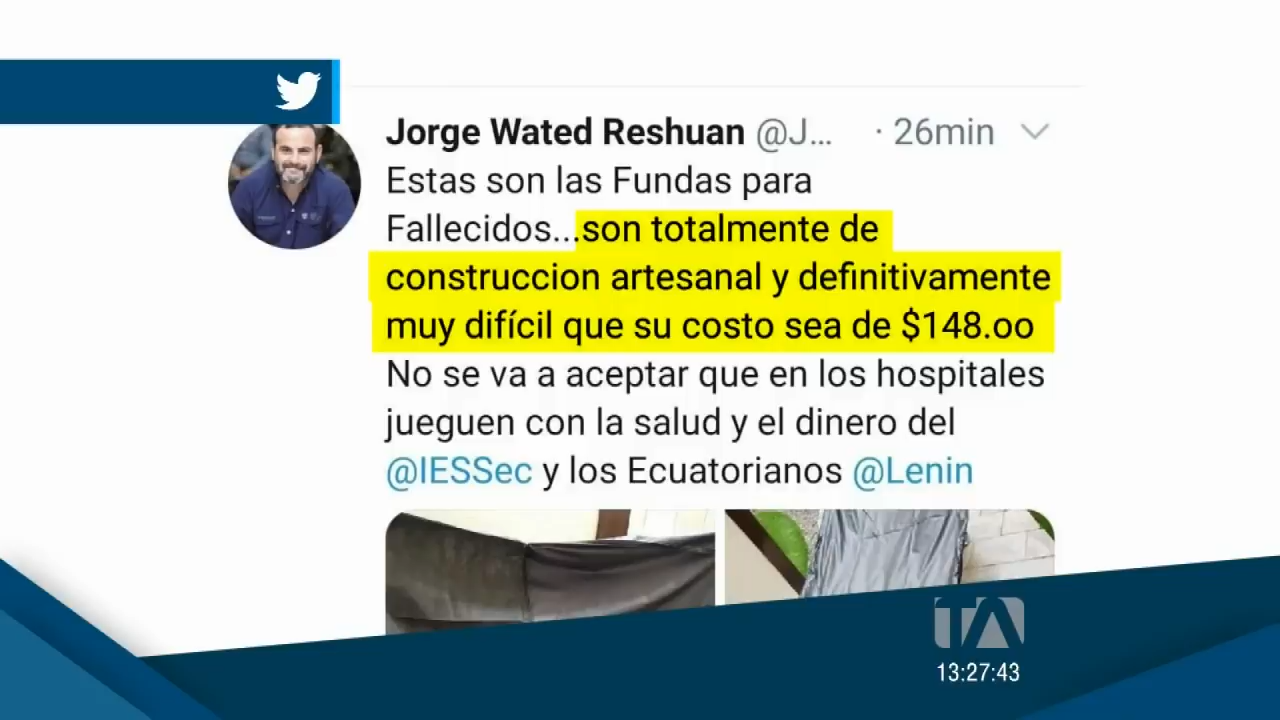 Jorge Wated Reshuan @J... · 26min
Estas son las Fundas para
Fallecidos...son totalmente de
construccion artesanal y definitivamente
muy difícil que su costo sea de $148.oo
No se va a aceptar que en los hospitales
jueguen con la salud y el dinero del
@IESSec y los Ecuatorianos @Lenin
TA
13:27:43